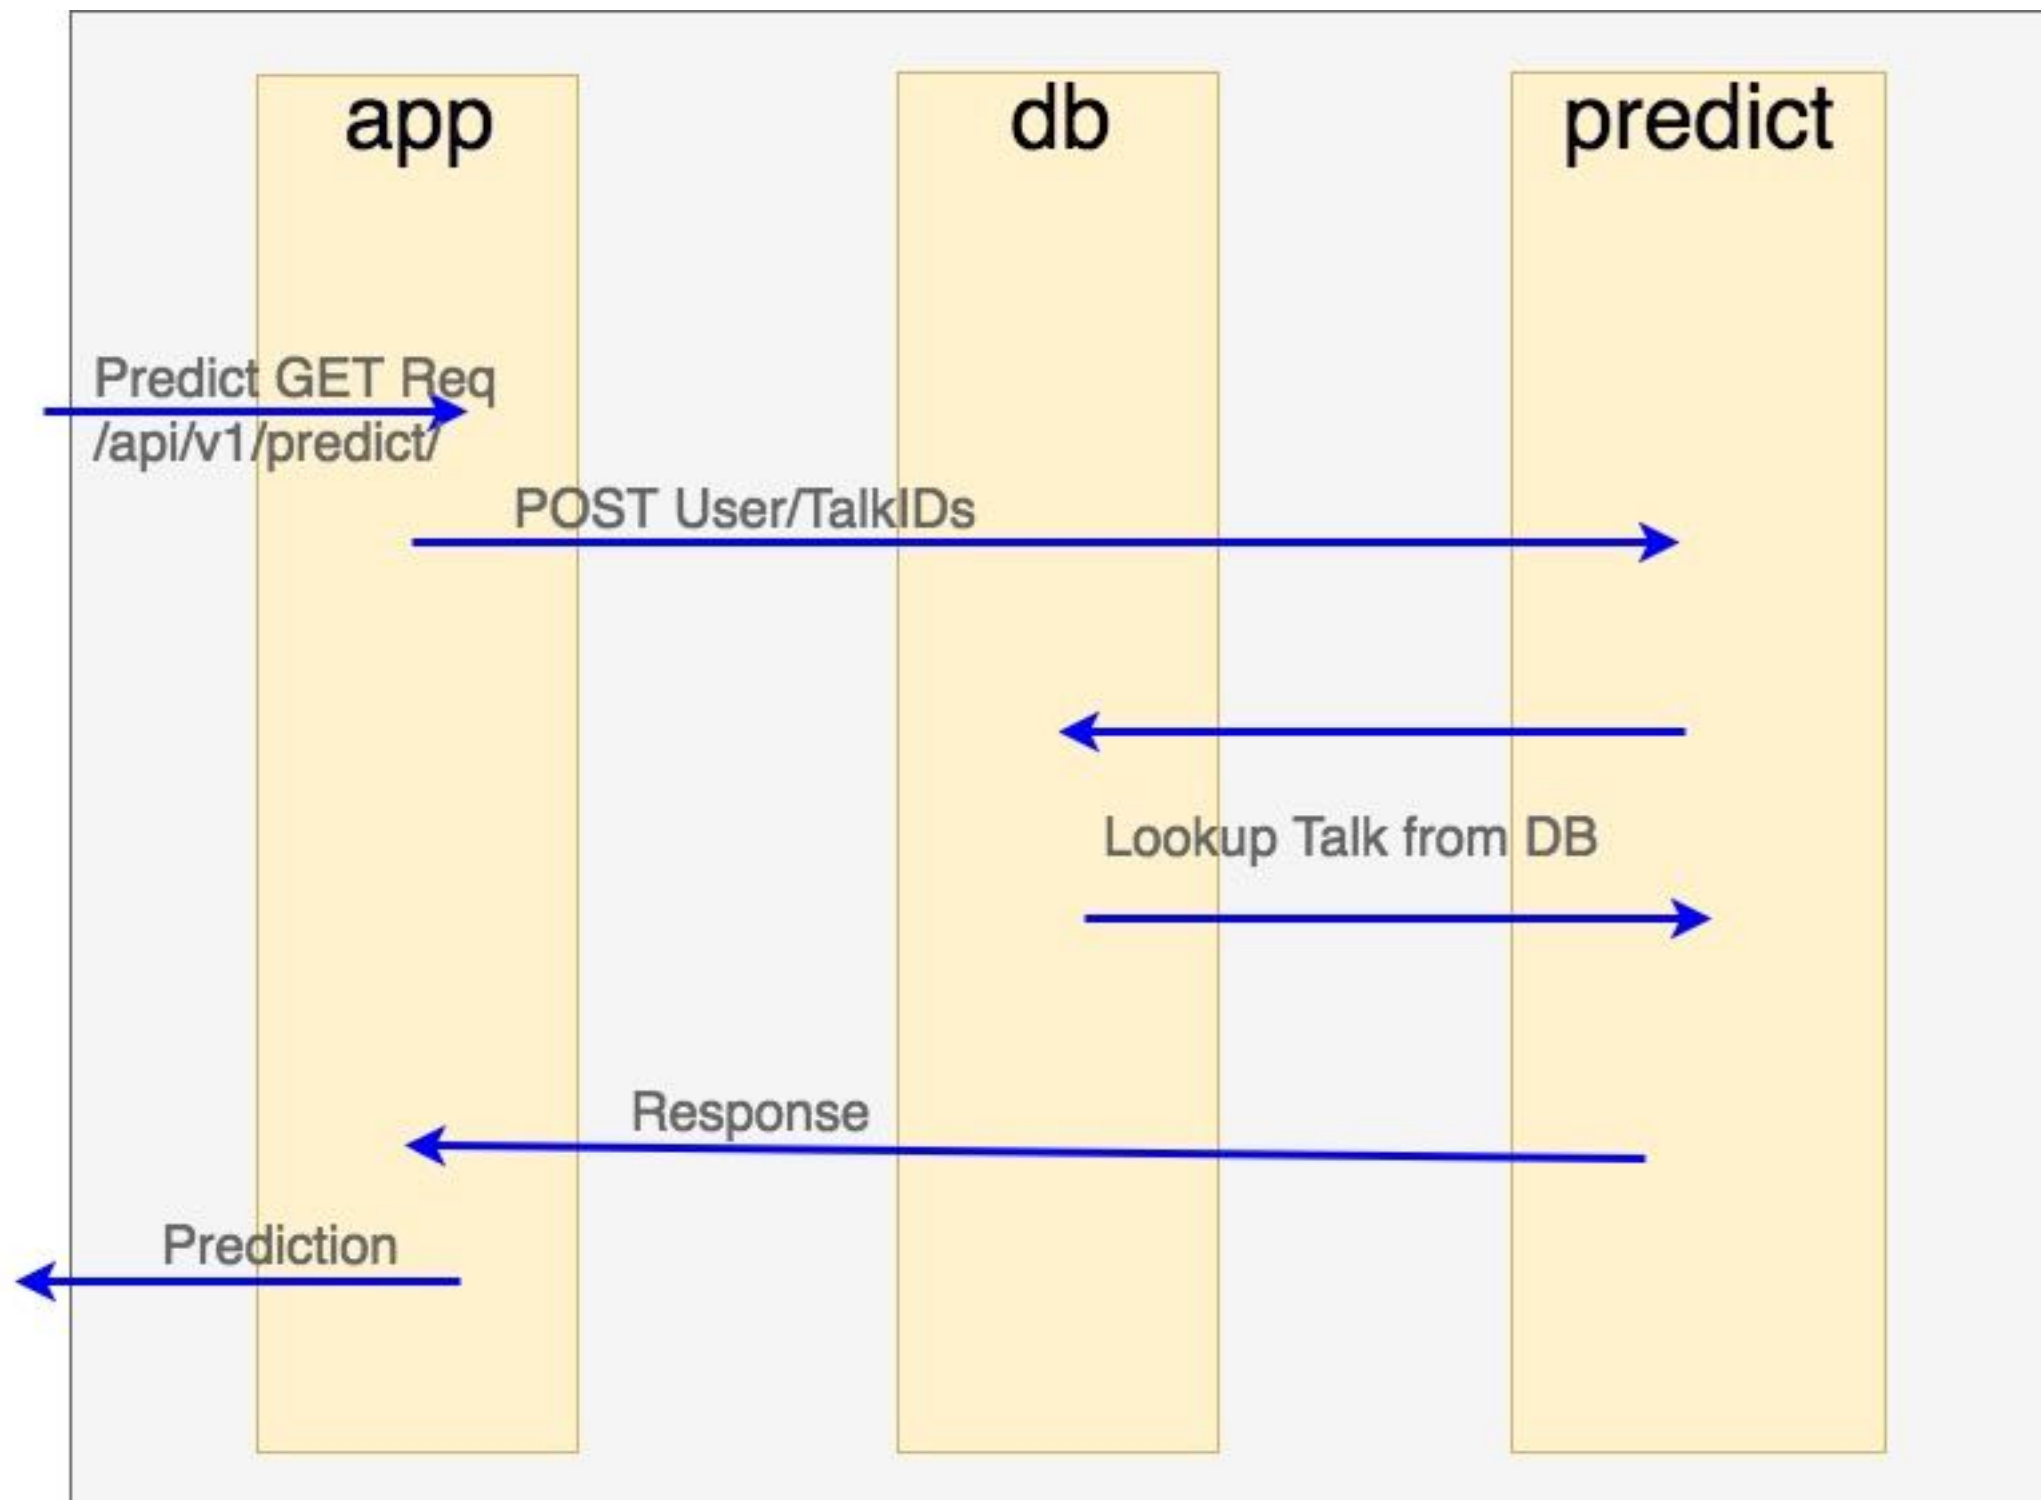 app
db
predict
Predict GET Req
/api/v1/predict/
POST User/TalkIDs
Lookup Talk from DB
Response
Prediction